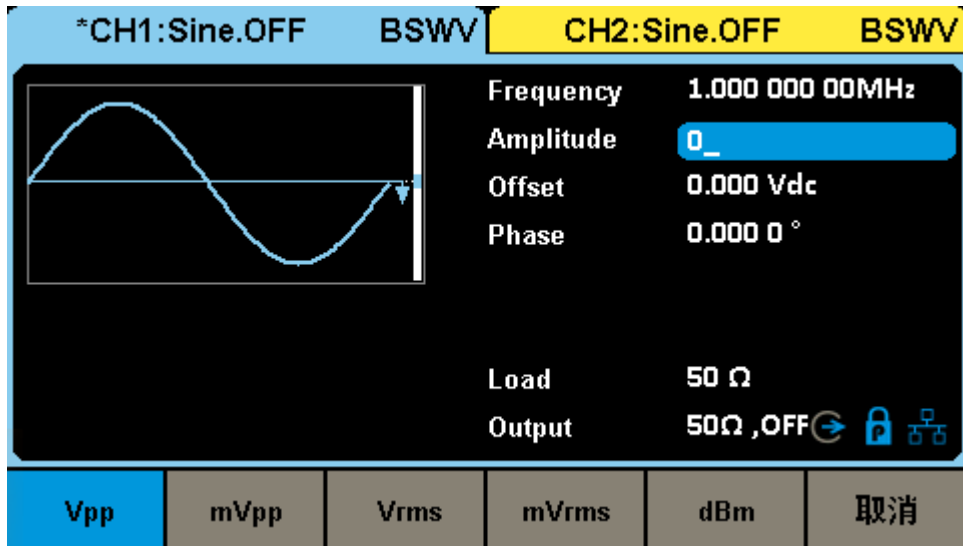 *CH1:Sine.OFF BSWV CH2:Sine.OFF BSWV
Frequency 1.000 000 00MHz
Amplitude 0_
Offset 0.000 Vdc
Phase 0.000 0 °
Load 50 Ω
Output 50Ω ,OFF P
Vpp mVpp Vrms mVrms dBm 取消